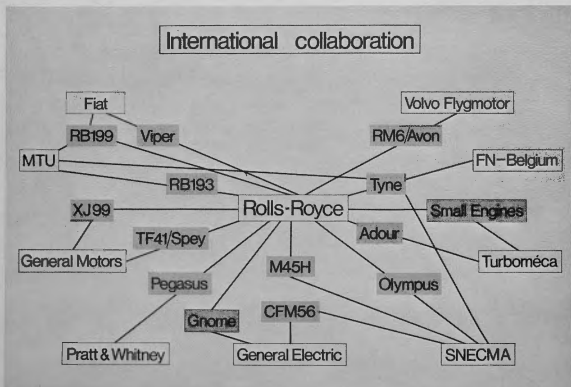 International collaboration
Fiat
Volvo Flygmotor
RB199
Viper
RM6/Avon
MTU
FN-Belgium
RB193
Tyne
XJ99
Rolls-Royce
Small Engines
TF41/Spey
Adour
General Motors
M45H
Turboméca
Pegasus
Olympus
Gnome
CFM56
Pratt & Whitney
General Electric
SNECMA